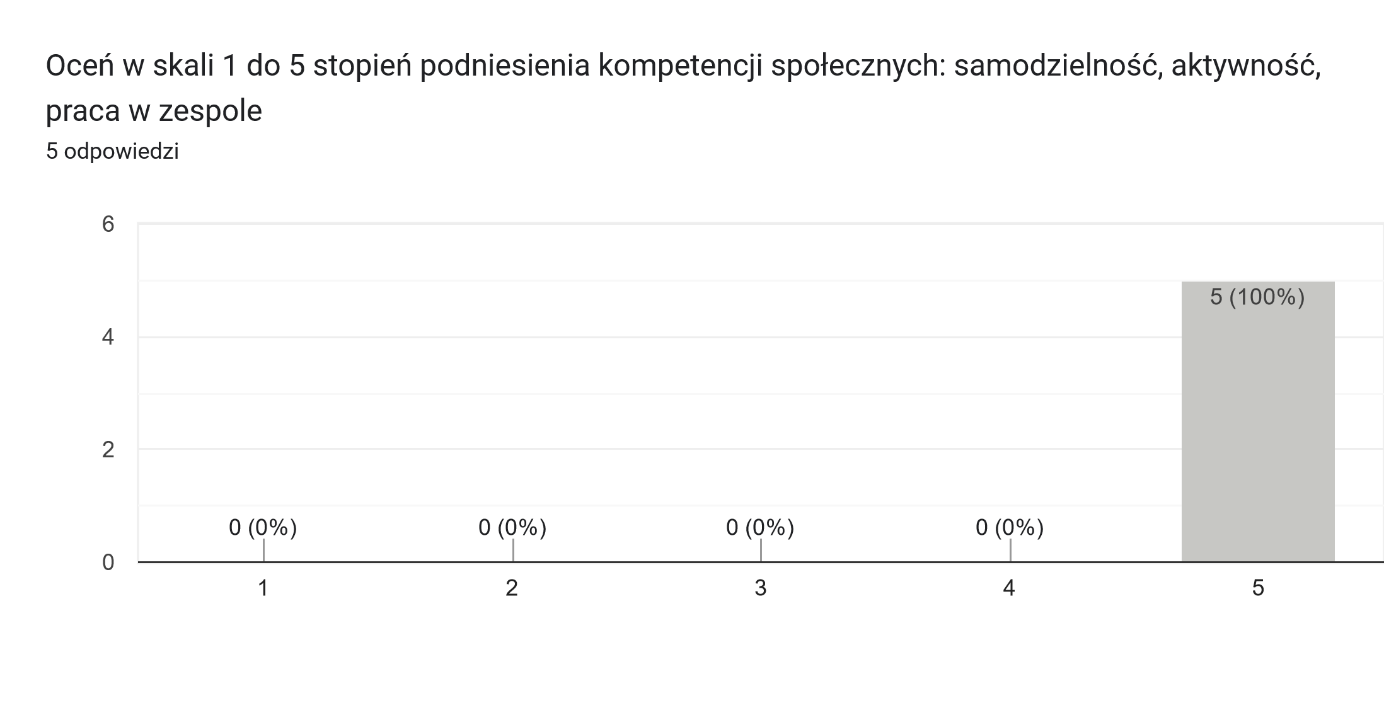 Oceń w skali 1 do 5 stopień podniesienia kompetencji społecznych: samodzielność, aktywność,
praca w zespole
5 odpowiedzi
6
5 (100%)
4
2
0 (0%) 0 (0%) 0 (0%) 0 (0%)
0
1 2 3 4 5